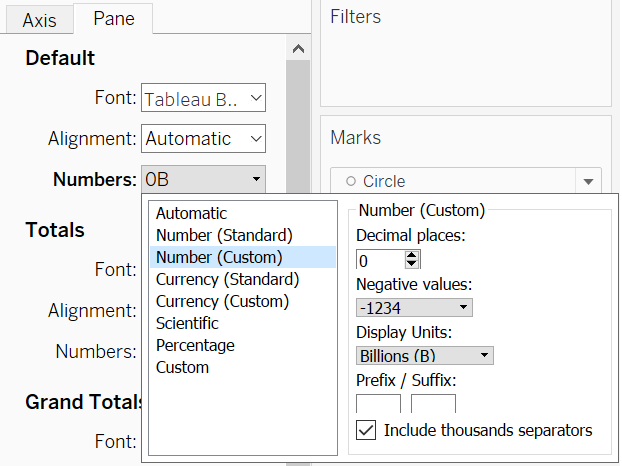 Axis
Pane
Default
Font: Tableau B..
Alignment: Automatic
Numbers: 0B
Totals
Font:
Alignment:
Numbers:
Grand Totals
Font:
Filters
Marks
Circle
Automatic
Number (Standard)
Number (Custom)
Currency (Standard)
Currency (Custom)
Scientific
Percentage
Custom
Number (Custom)
Decimal places:
0
Negative values:
-1234
Display Units:
Billions (B)
Prefix / Suffix:
Include thousands separators